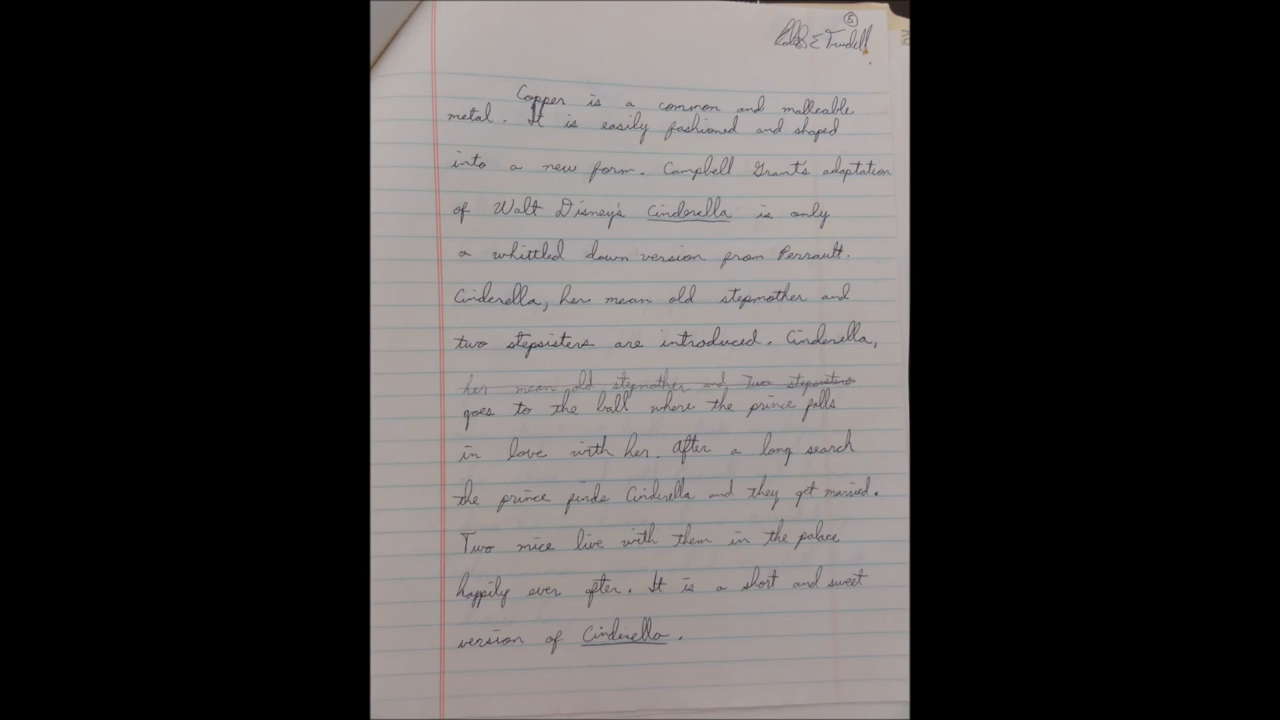 5
E Trudell
Copper is a common and malleable
metal. It is easily fashioned and shaped
into a new form. Campbell Grant's adaptation
of Walt Disney's Cinderella is only
a whittled down version from Perrault.
Cinderella, her mean old stepmother and
two stepsisters are introduced. Cinderella,
her mean old stepmother and two stepsisters
goes to the ball where the prince falls
in love with her. After a long search
the prince finds Cinderella and they get married.
Two mice live with them in the palace
happily ever after. It is a short and sweet
version of Cinderella.